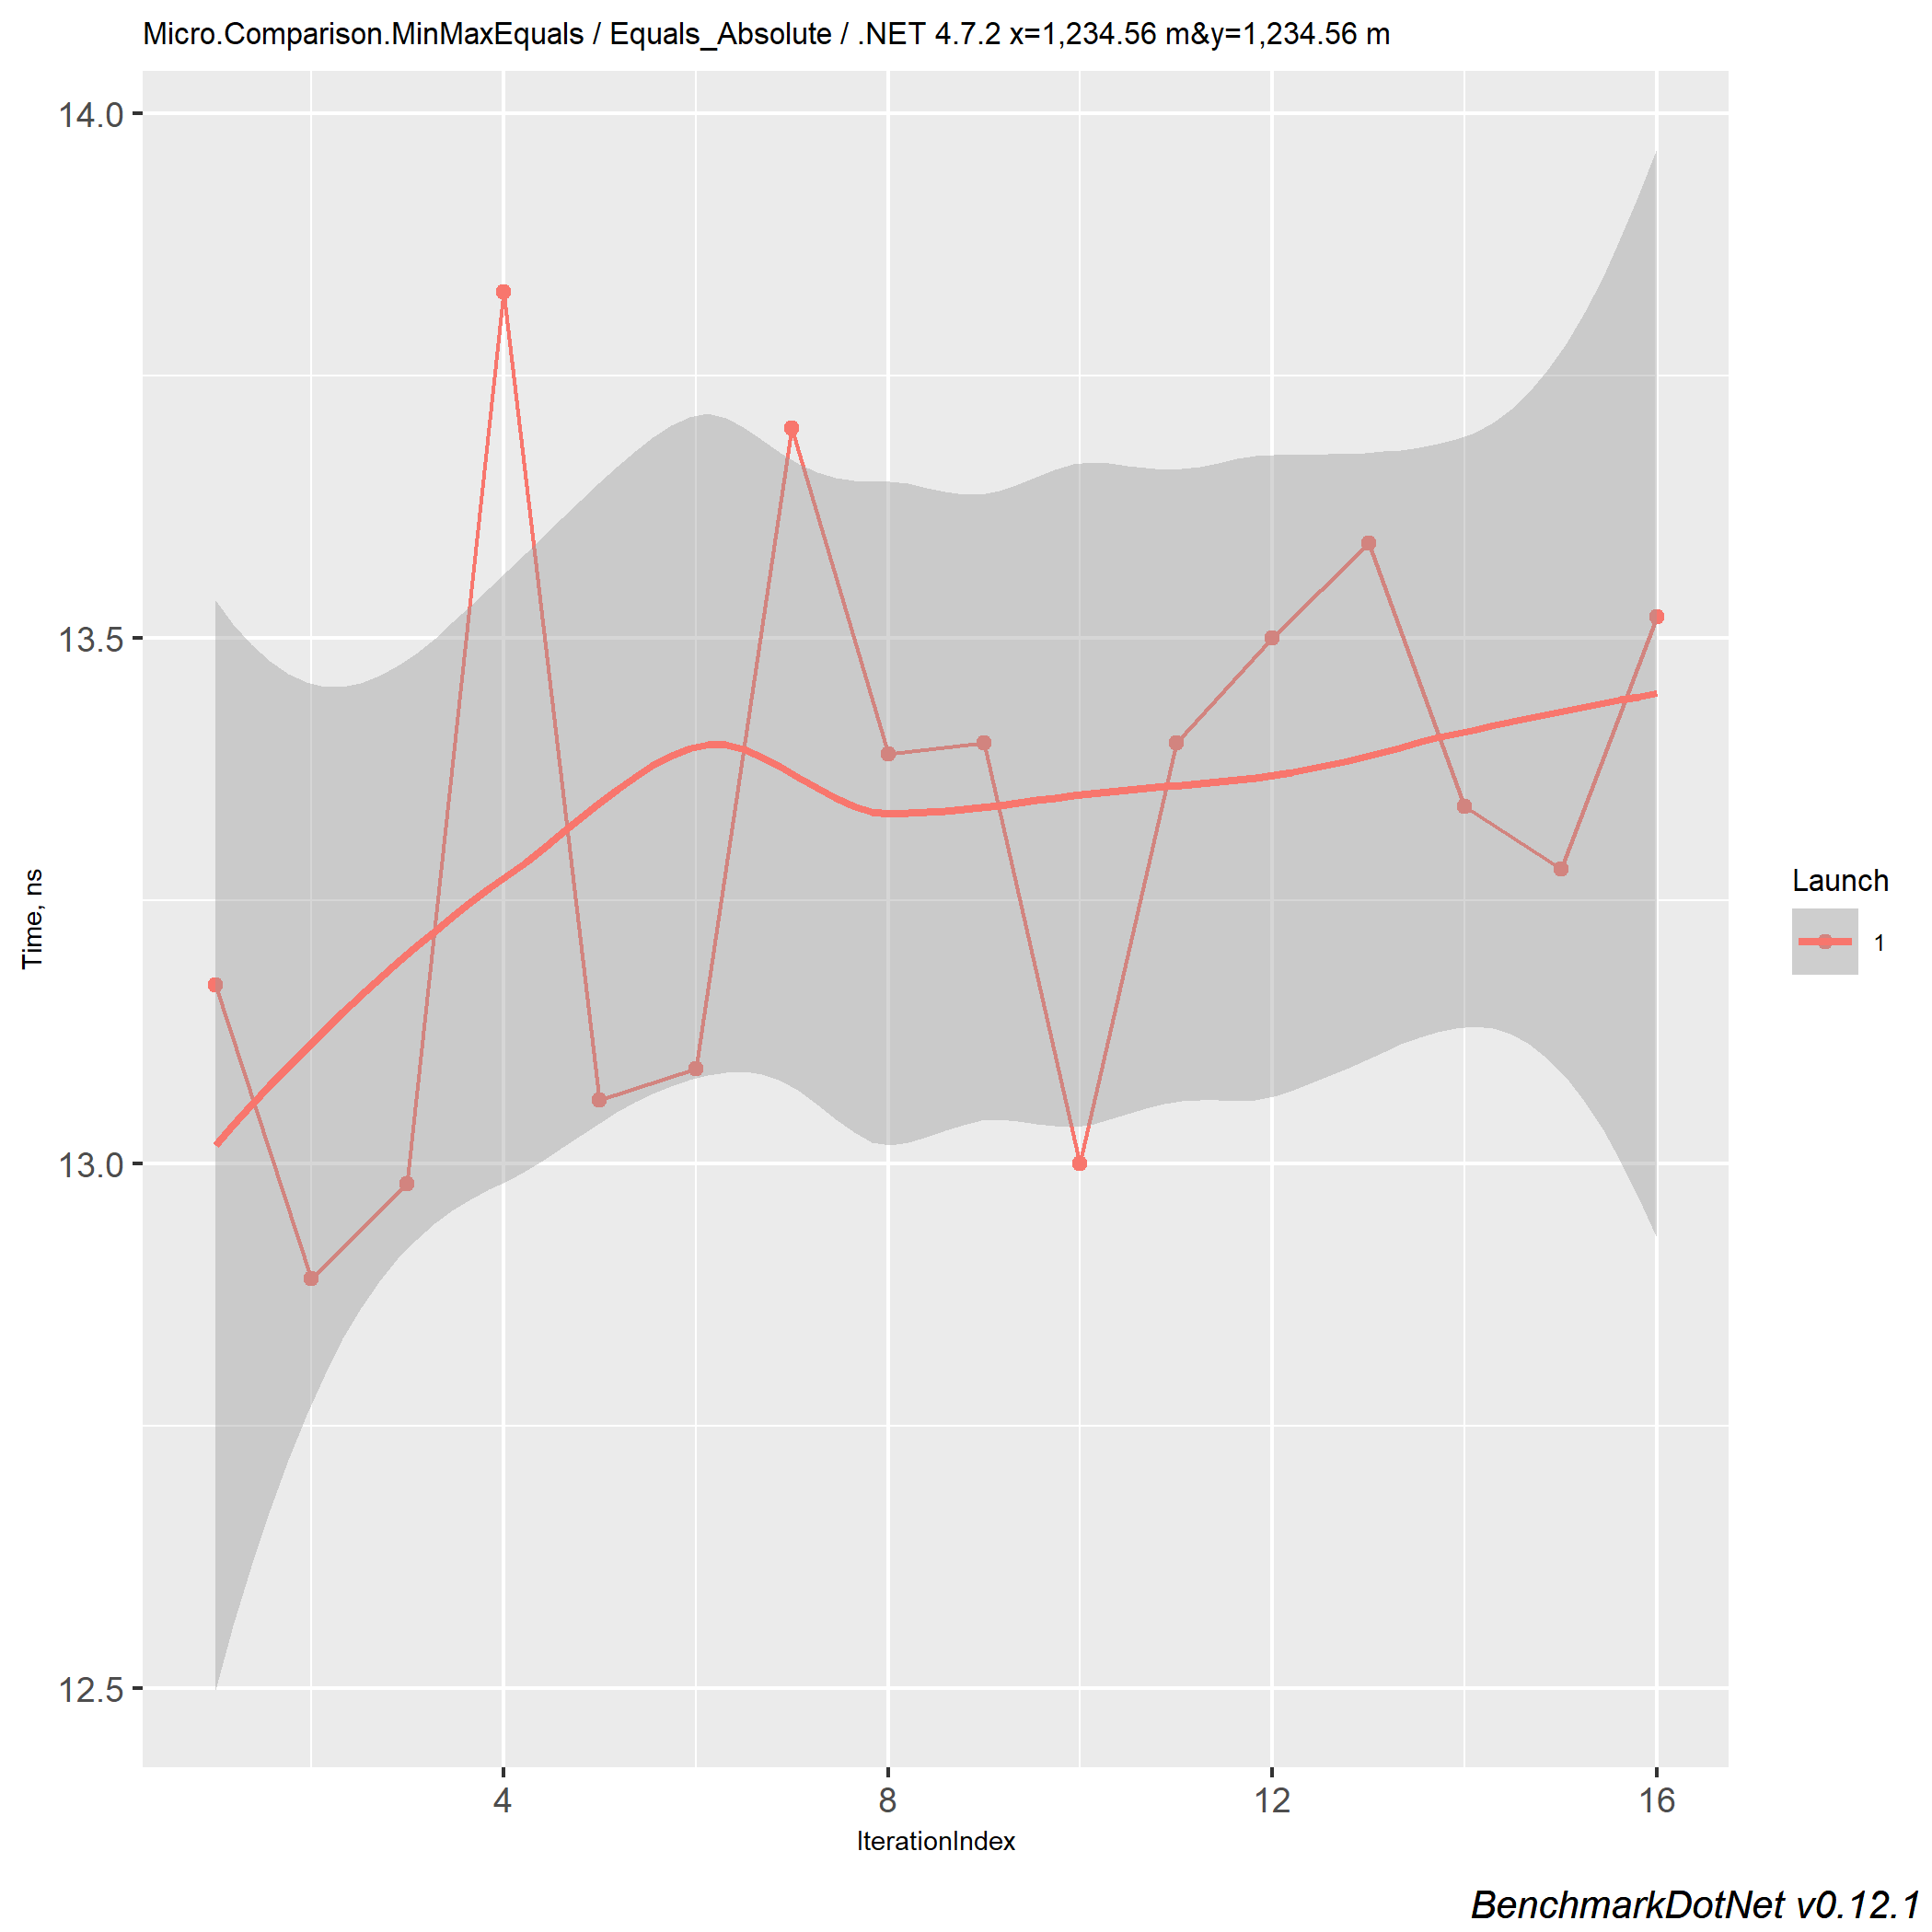 Micro.Comparison.MinMaxEquals / Equals_Absolute / .NET 4.7.2 x=1,234.56 m&y=1,234.56 m
14.0
13.5
13.0
12.5
Time, ns
4
8
12
16
IterationIndex
Launch
1
BenchmarkDotNet v0.12.1